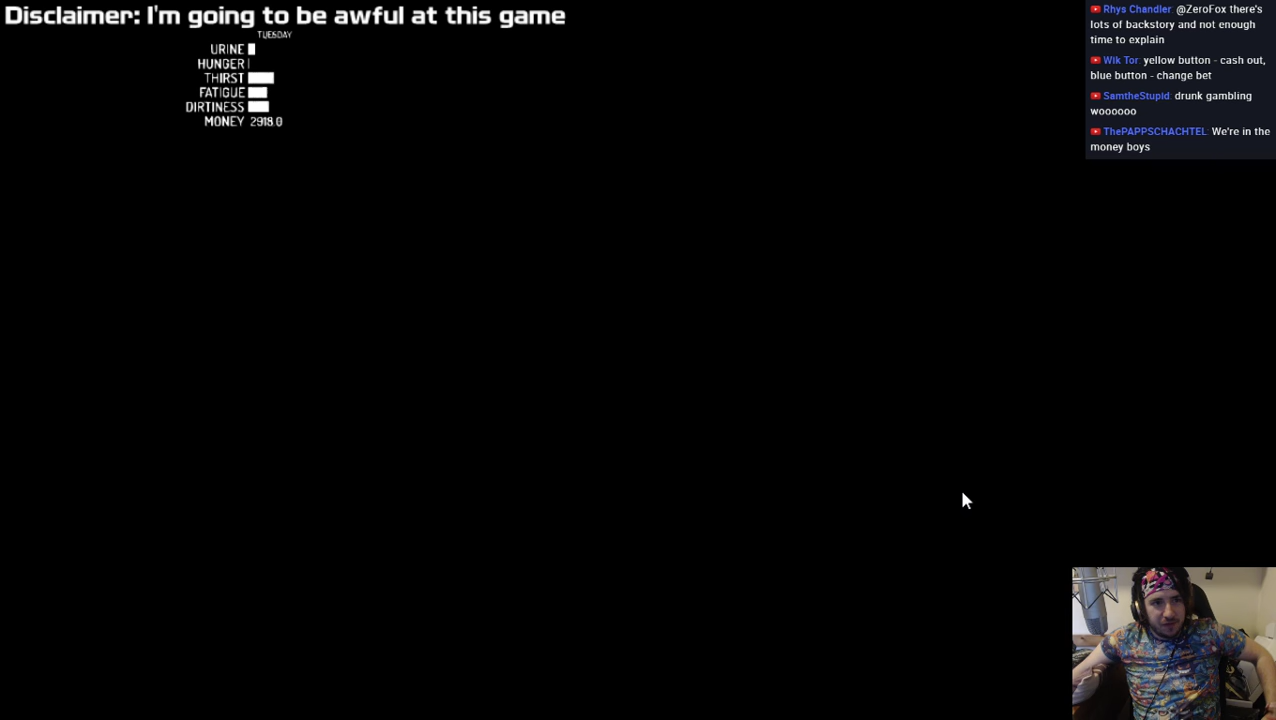 Disclaimer: I'm going to be awful at this game
TUESDAY
URINE
HUNGER
THIRST
FATIGUE
DIRTINESS
MONEY 2918.0
Rhys Chandler: @ZeroFox there's
lots of backstory and not enough
time to explain
Wik Tor: yellow button - cash out,
blue button - change bet
SamtheStupid: drunk gambling
woooooo
ThePAPPSCHACHTEL: We're in the
money boys